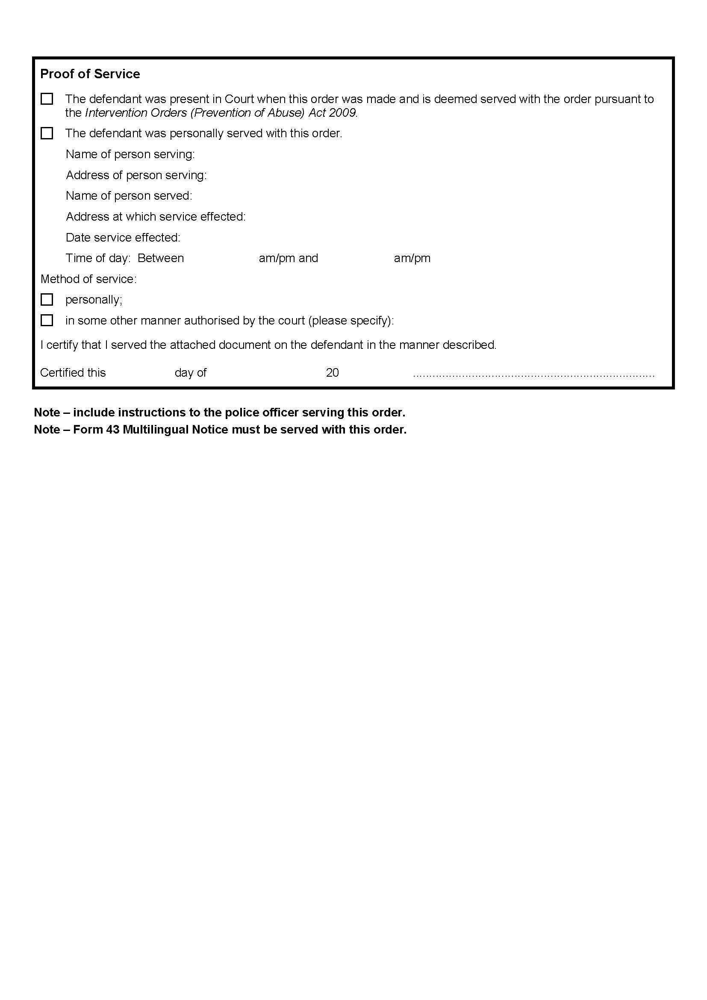 Proof of Service
The defendant was present in Court when this order was made and is deemed served with the order pursuant to
the Intervention Orders (Prevention of Abuse) Act 2009.
The defendant was personally served with this order.
Name of person serving:
Address of person serving:
Name of person served:
Address at which service effected:
Date service effected:
Time of day: Between am/pm and am/pm
Method of service:
personally;
in some other manner authorised by the court (please specify):
I certify that I served the attached document on the defendant in the manner described.
Certified this day of 20 ..........................................................................
Note – include instructions to the police officer serving this order.
Note – Form 43 Multilingual Notice must be served with this order.